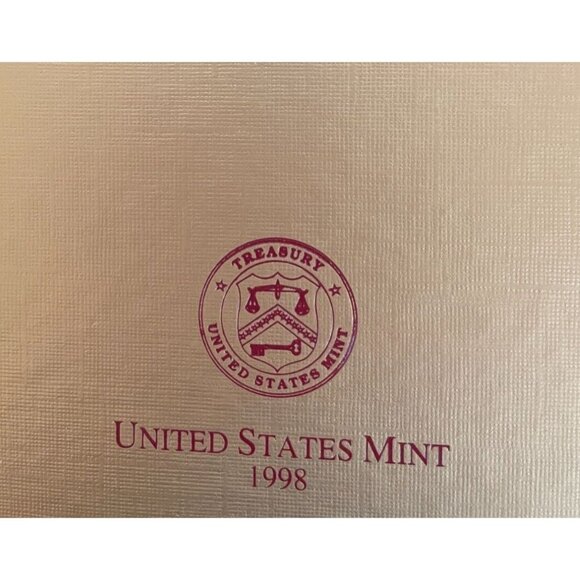 TREASURY
UNITED STATES MINT
UNITED STATES MINT
1998